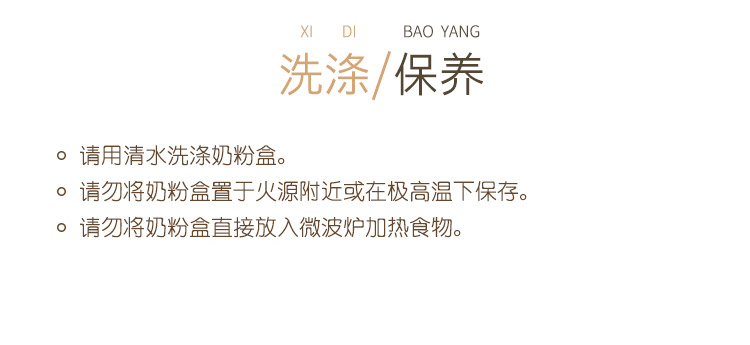 XI DI BAO YANG
洗涤/保养
请用清水洗涤奶粉盒。
请勿将奶粉盒置于火源附近或在极高温下保存。
请勿将奶粉盒直接放入微波炉加热食物。